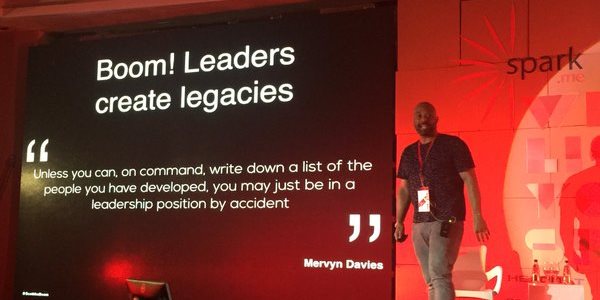 Boom! Leaders
create legacies
“
Unless you can, on command, write down a list of the
people you have developed, you may just be in a
leadership position by accident
”
Mervyn Davies
spark
.me